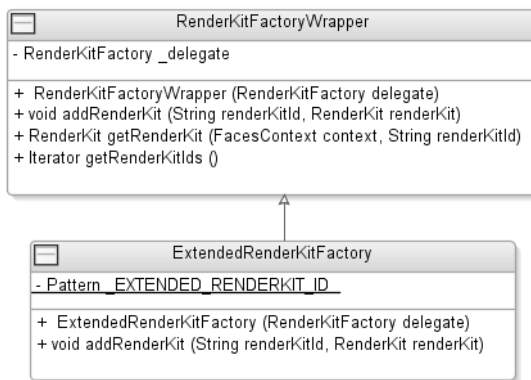 RenderKitFactoryWrapper
- RenderKitFactory _delegate
+ RenderKitFactoryWrapper (RenderKitFactory delegate)
+ void addRenderKit (String renderKitId, RenderKit renderKit)
+ RenderKit getRenderKit (FacesContext context, String renderKitId)
+ Iterator getRenderKitIds ()
ExtendedRenderKitFactory
- Pattern _EXTENDED_RENDERKIT_ID_
+ ExtendedRenderKitFactory (RenderKitFactory delegate)
+ void addRenderKit (String renderKitId, RenderKit renderKit)